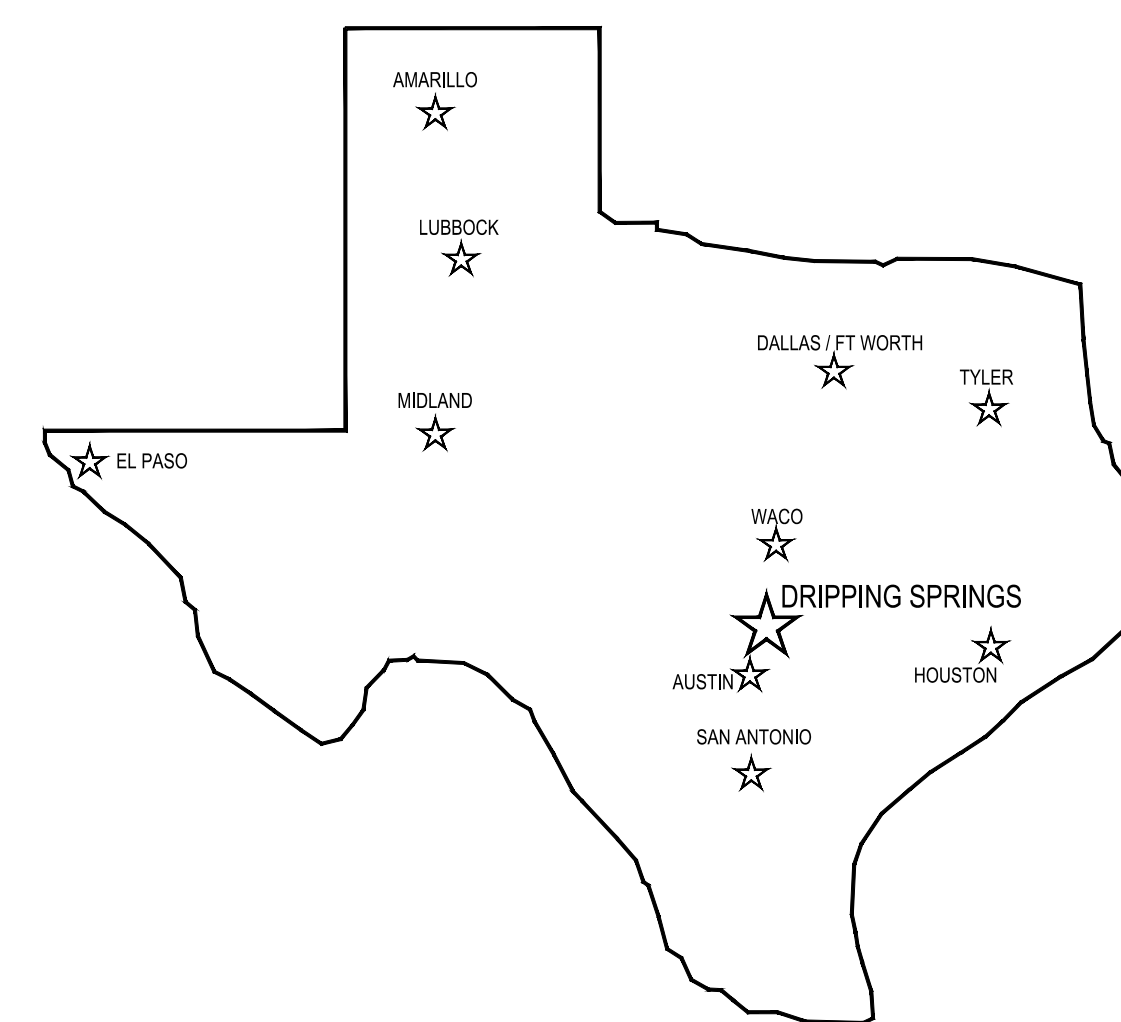 AMARILLO
LUBBOCK
DALLAS / FT WORTH
TYLER
MIDLAND
EL PASO
WACO
DRIPPING SPRINGS
HOUSTON
AUSTIN
SAN ANTONIO